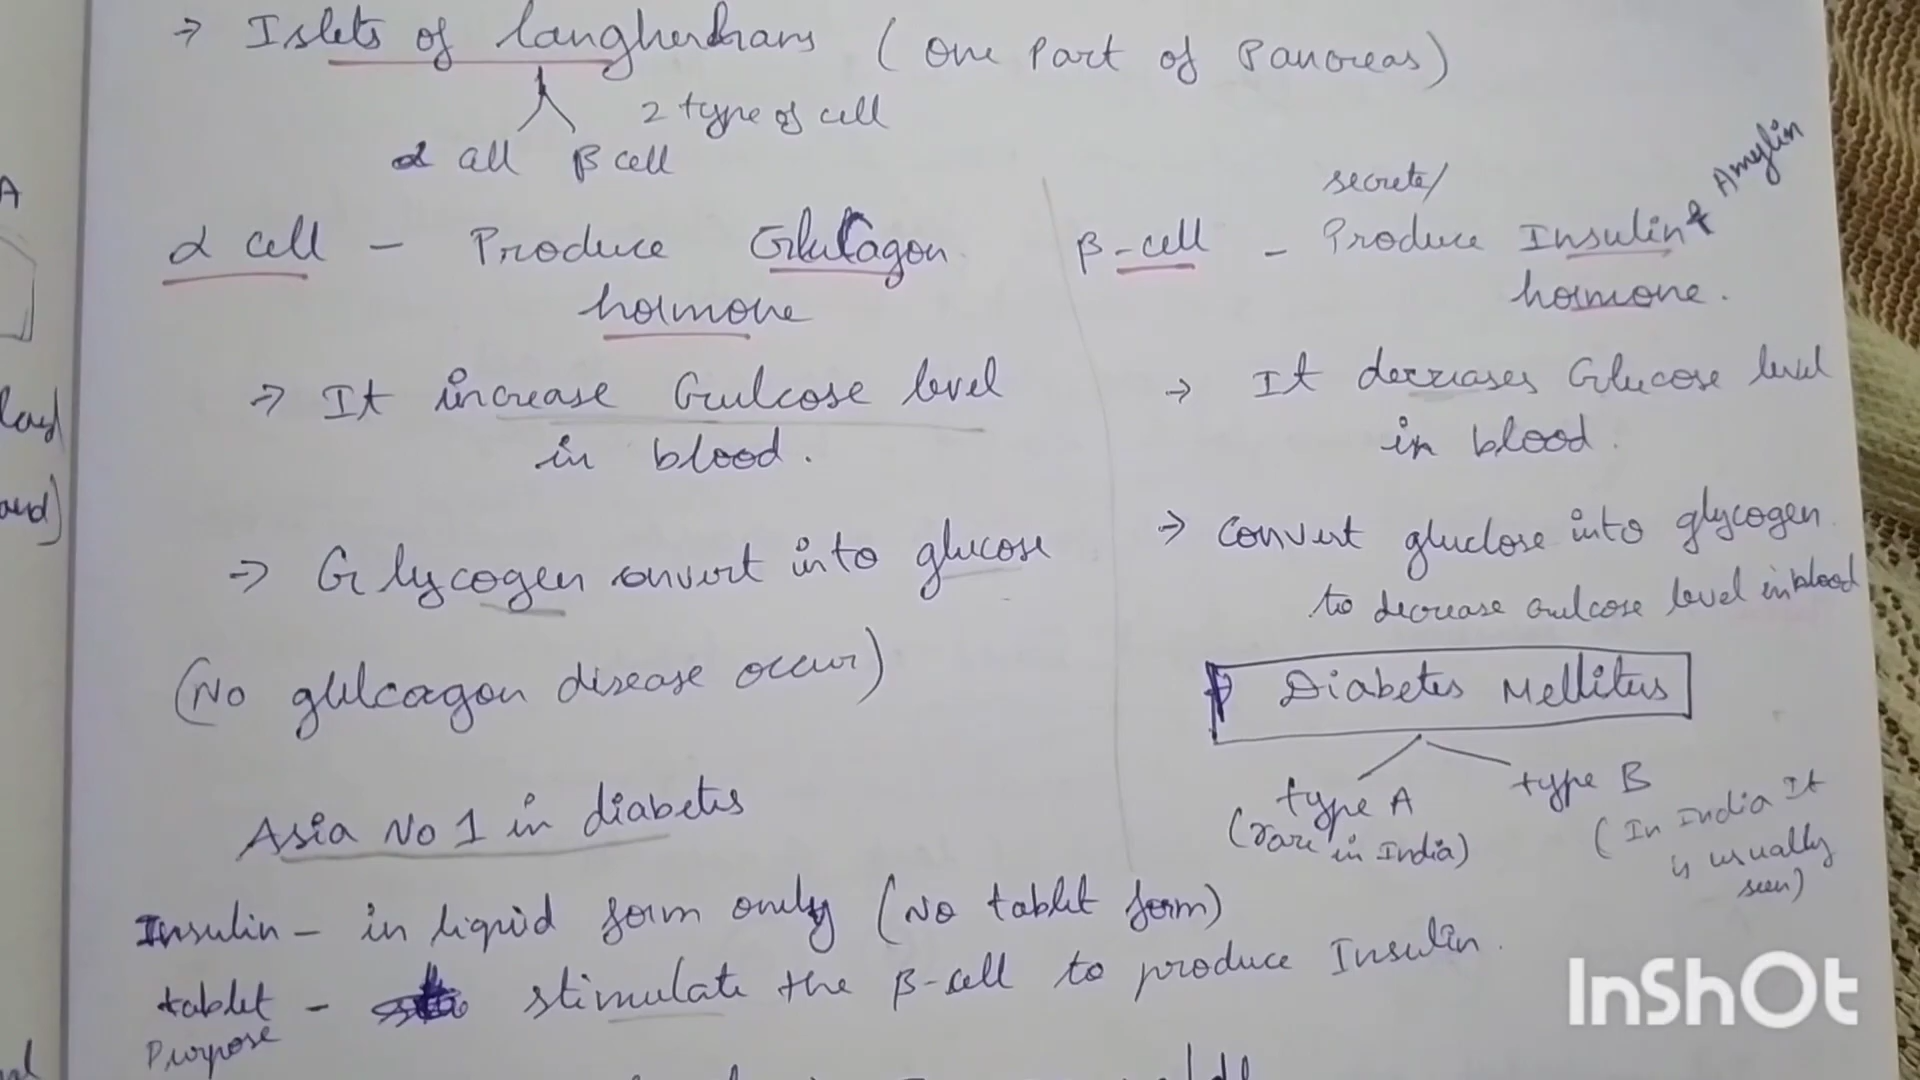 → Islets of langherhans (One Part of Pancreas)
2 type of cell
α cell β cell
α cell – Produce Glucagon
hormone
→ It increase Gulcose level
in blood.
→ Glycogen convert into glucose
(No glulcagon disease occur)
Asia No 1 in diabetes
secrete/
β-cell – Produce Insulin & Amylin
hormone.
→ It decreases Glucose level
in blood.
→ Convert gluclose into glycogen
to decrease gulcose level in blood
Diabetes Mellitus
type A
(rare in India)
type B
(In India It
is usually
seen)
Insulin – in liquid form only (No tablet form)
tablet – stimulate the β-cell to produce Insulin.
Purpose
A
InShOt